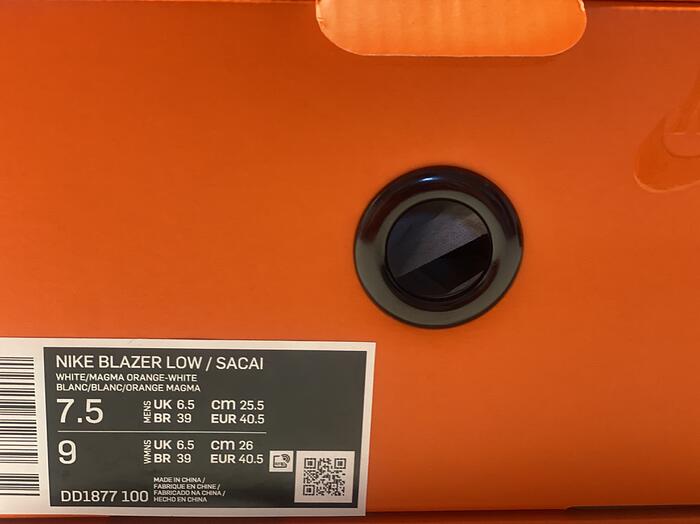 NIKE BLAZER LOW / SACAI
WHITE/MAGMA ORANGE-WHITE
BLANC/BLANC/ORANGE MAGMA
7.5 MENS UK 6.5 cm 25.5
BR 39 EUR 40.5
9 WMNS UK 6.5 cm 26
BR 39 EUR 40.5
MADE IN CHINA /
FABRIQUE EN CHINE /
FABRICADO NA CHINA /
DD1877 100 HECHO EN CHINA